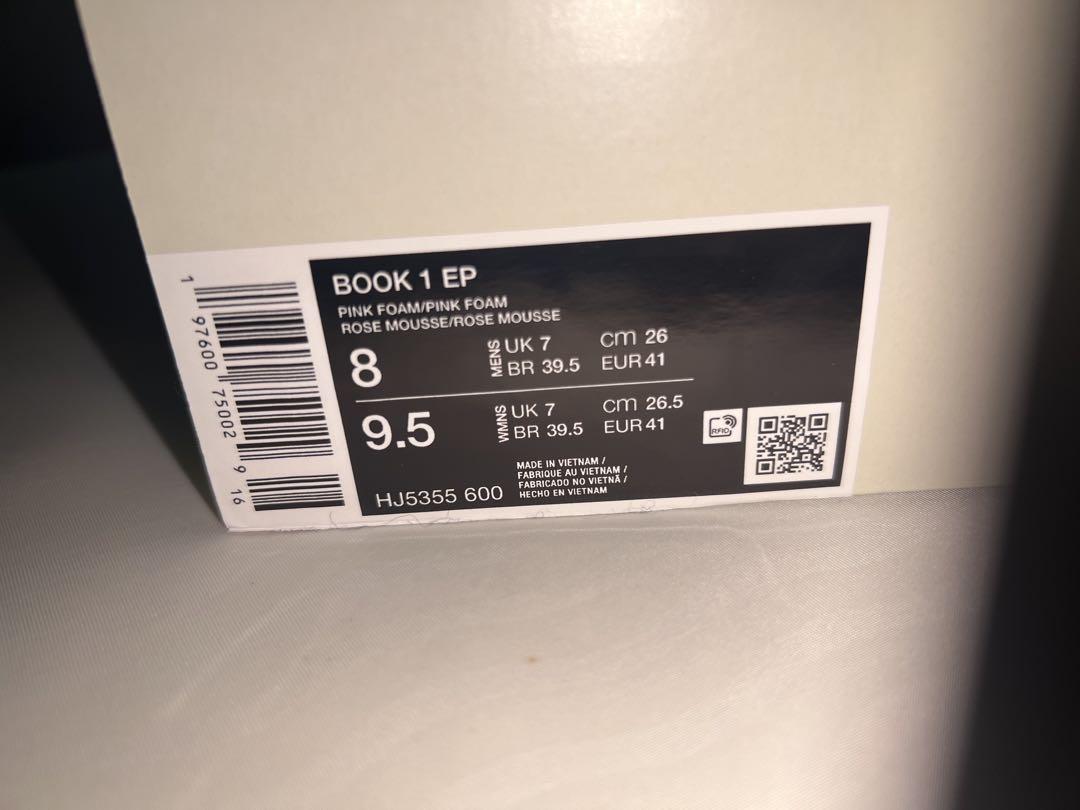 BOOK 1 EP
PINK FOAM/PINK FOAM
ROSE MOUSSE/ROSE MOUSSE
8 MENS UK 7 cm 26
BR 39.5 EUR 41
9.5 WMNS UK 7 cm 26.5
BR 39.5 EUR 41
RFID
MADE IN VIETNAM /
FABRIQUE AU VIETNAM /
FABRICADO NO VIETNÃ /
HECHO EN VIETNAM
HJ5355 600
1 97600 75002 9 16